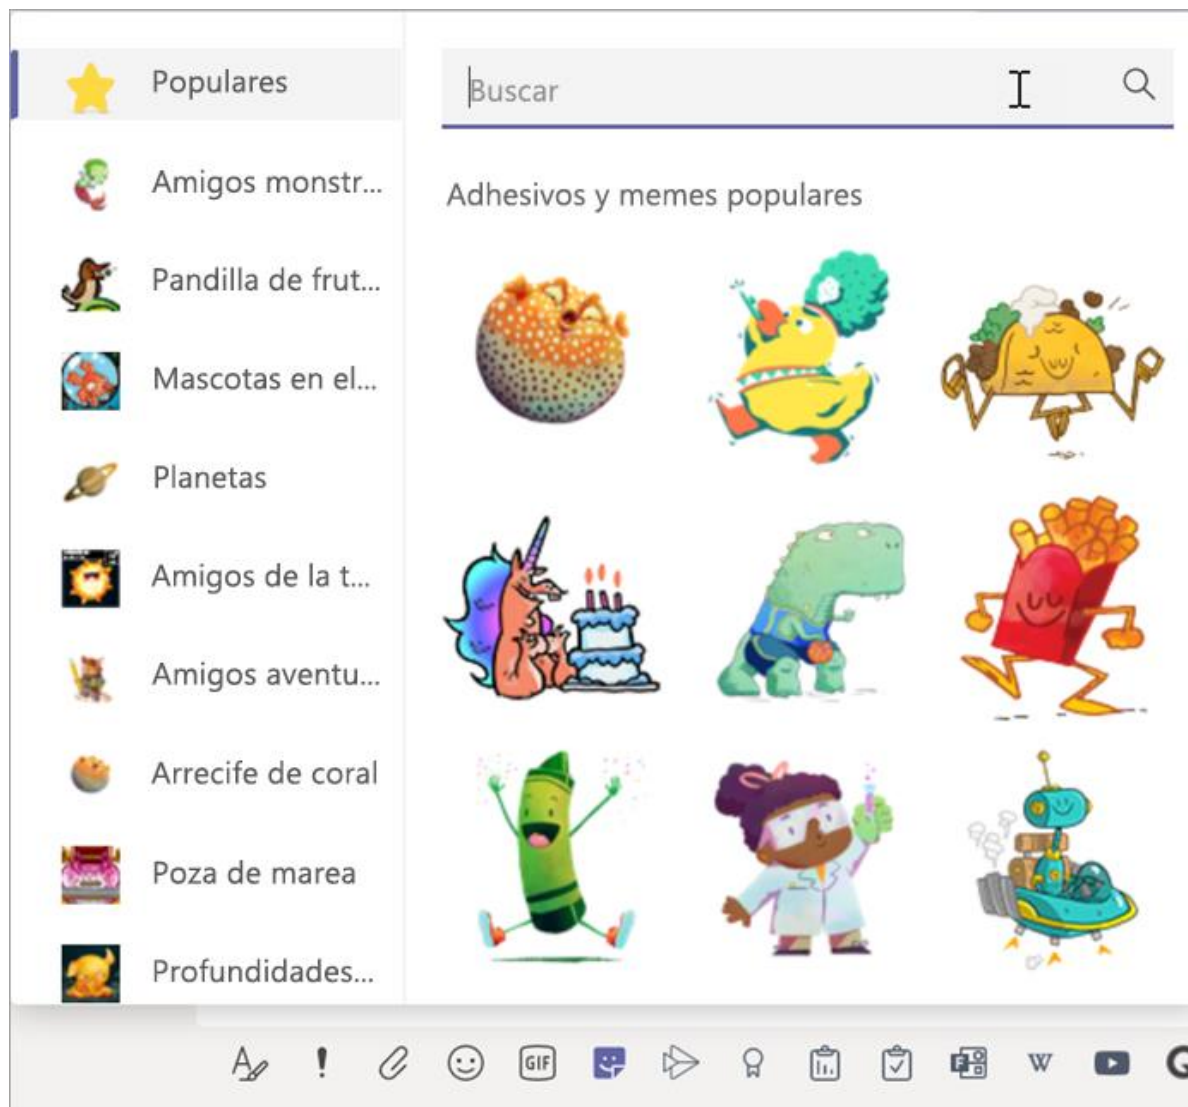 Populares
Amigos monstr...
Pandilla de frut...
Mascotas en el...
Planetas
Amigos de la t...
Amigos aventu...
Arrecife de coral
Poza de marea
Profundidades...
Buscar
Adhesivos y memes populares
GIF
W